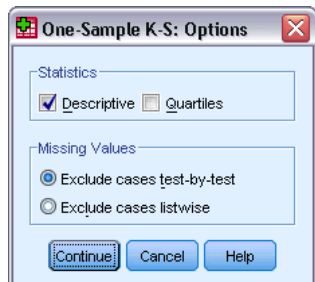 One-Sample K-S: Options
Statistics
Descriptive Quartiles
Missing Values
Exclude cases test-by-test
Exclude cases listwise
Continue Cancel Help